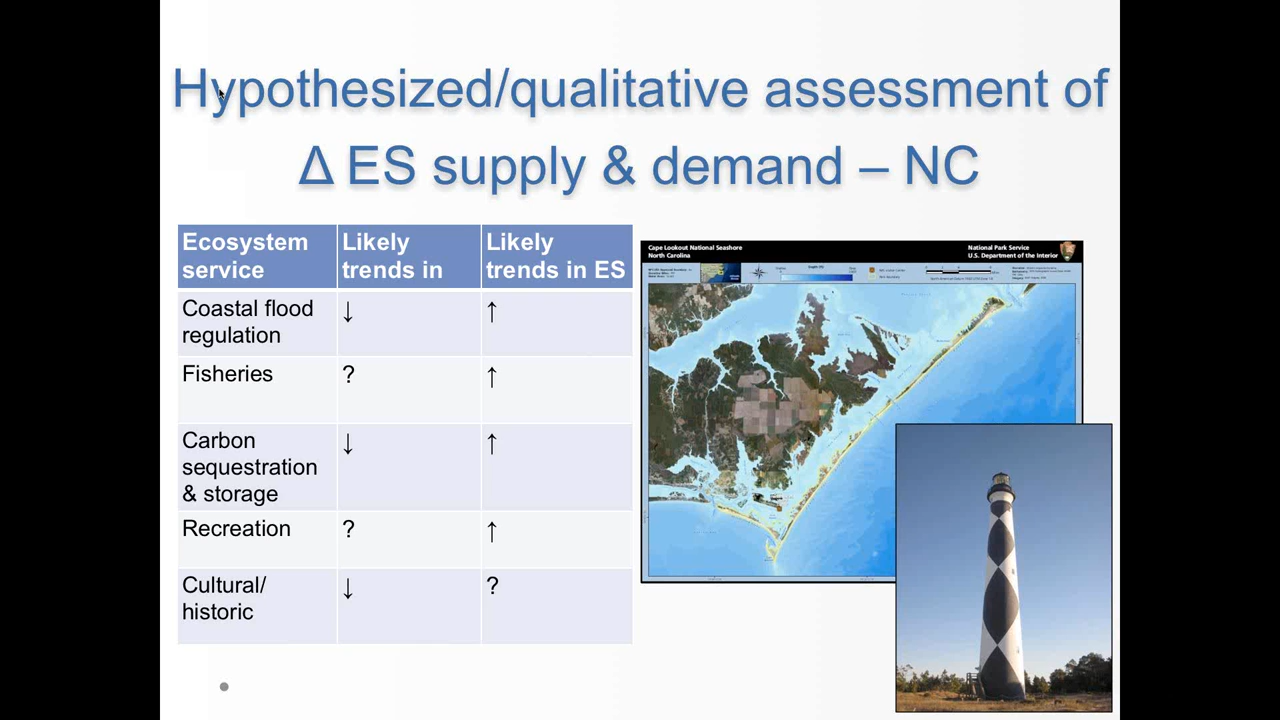 Hypothesized/qualitative assessment of
Δ ES supply & demand – NC
Ecosystem service
Likely trends in
Likely trends in ES
Coastal flood regulation
↓
↑
Fisheries
?
↑
Carbon sequestration & storage
↓
↑
Recreation
?
↑
Cultural/ historic
↓
?
Cape Lookout National Seashore
North Carolina
National Park Service
U.S. Department of the Interior